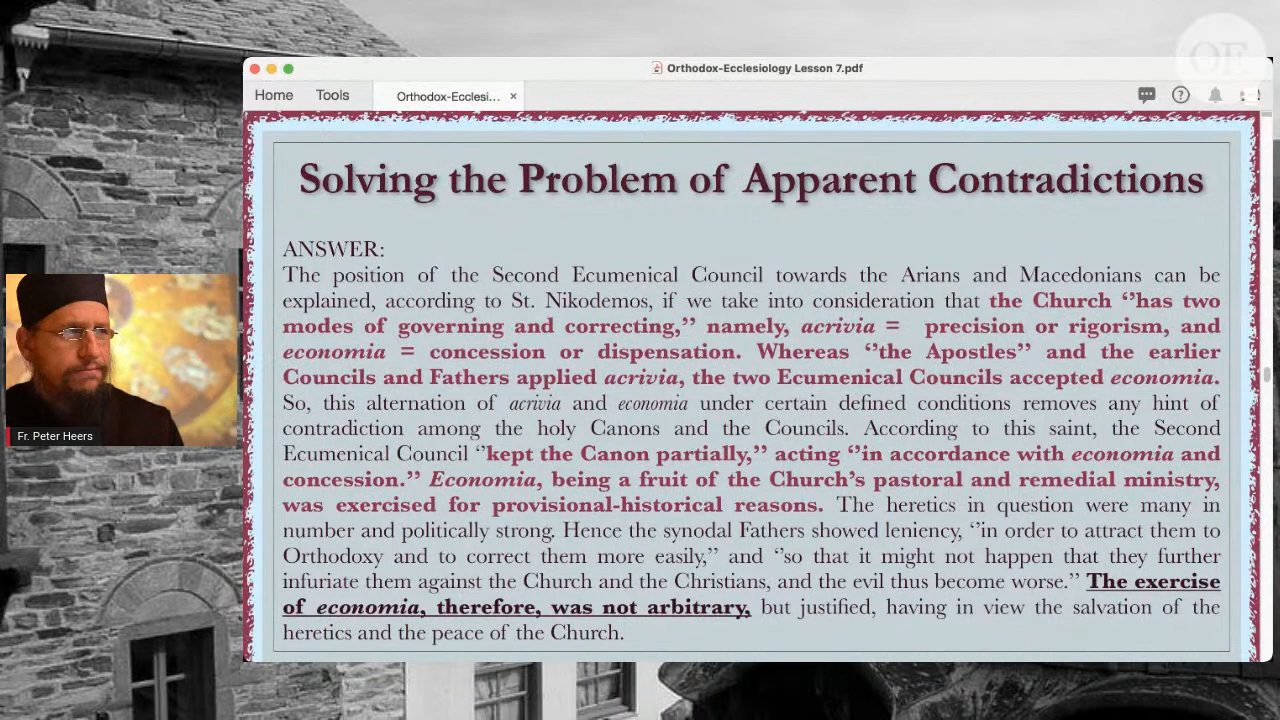 OE
Orthodox-Ecclesiology Lesson 7.pdf
Home Tools Orthodox-Ecclesi... ×
Solving the Problem of Apparent Contradictions
ANSWER:
The position of the Second Ecumenical Council towards the Arians and Macedonians can be
explained, according to St. Nikodemos, if we take into consideration that the Church ‘’has two
modes of governing and correcting,’’ namely, acrivia = precision or rigorism, and
economia = concession or dispensation. Whereas ‘’the Apostles’’ and the earlier
Councils and Fathers applied acrivia, the two Ecumenical Councils accepted economia.
So, this alternation of acrivia and economia under certain defined conditions removes any hint of
contradiction among the holy Canons and the Councils. According to this saint, the Second
Ecumenical Council ‘’kept the Canon partially,’’ acting ‘’in accordance with economia and
concession.’’ Economia, being a fruit of the Church’s pastoral and remedial ministry,
was exercised for provisional-historical reasons. The heretics in question were many in
number and politically strong. Hence the synodal Fathers showed leniency, ‘’in order to attract them to
Orthodoxy and to correct them more easily,’’ and ‘’so that it might not happen that they further
infuriate them against the Church and the Christians, and the evil thus become worse.’’ The exercise
of economia, therefore, was not arbitrary, but justified, having in view the salvation of the
heretics and the peace of the Church.
Fr. Peter Heers